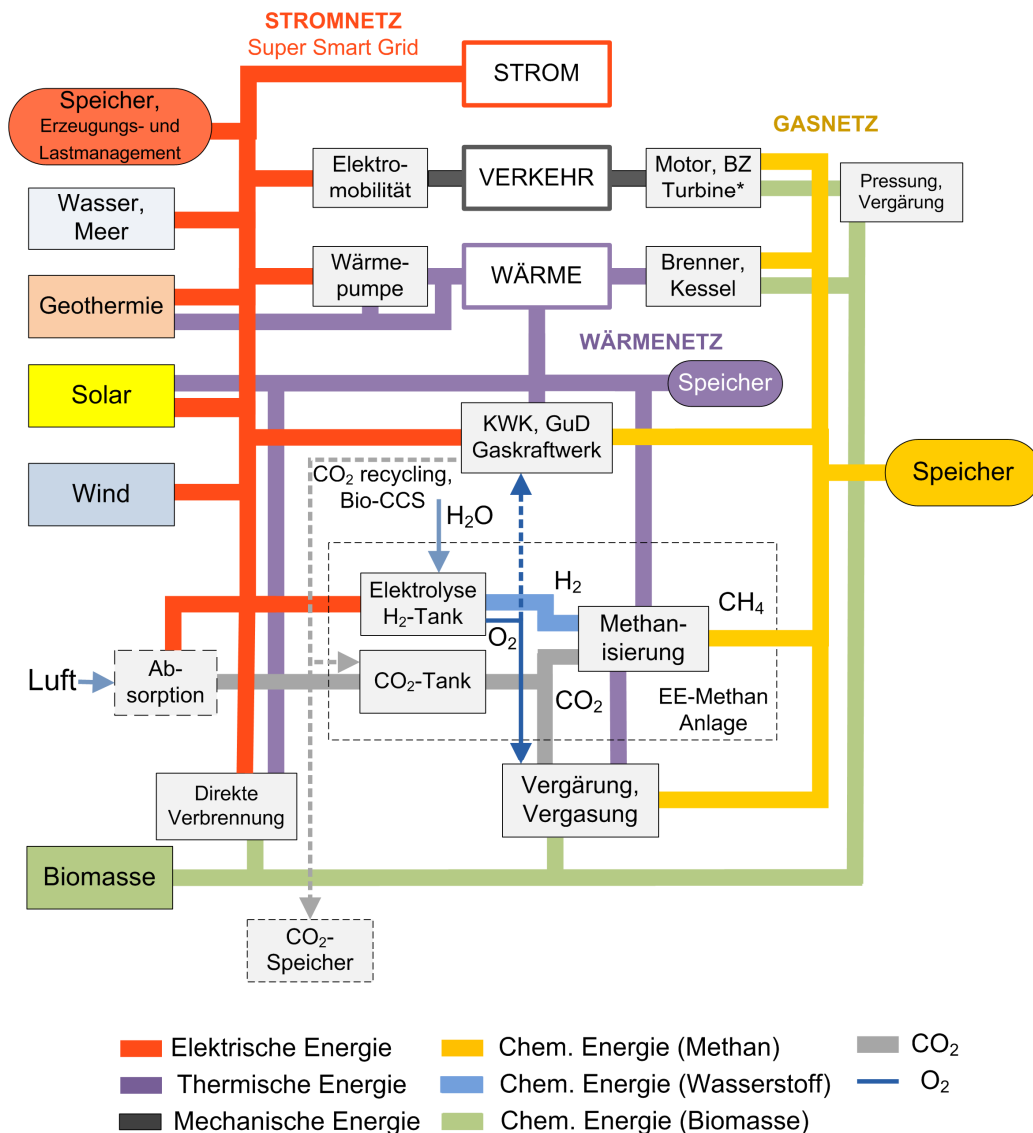 STROMNETZ
Super Smart Grid
STROM
Speicher,
Erzeugungs- und
Lastmanagement
GASNETZ
Elektro-
mobilität
VERKEHR
Motor, BZ
Turbine*
Pressung,
Vergärung
Wasser,
Meer
Wärme-
pumpe
WÄRME
Brenner,
Kessel
Geothermie
WÄRMENETZ
Solar
Speicher
KWK, GuD
Gaskraftwerk
Speicher
CO₂ recycling,
Bio-CCS
Wind
H₂O
Elektrolyse
H₂-Tank
H₂
CH₄
O₂
Methan-
isierung
Luft
Ab-
sorption
CO₂-Tank
CO₂
EE-Methan
Anlage
Direkte
Verbrennung
Vergärung,
Vergasung
Biomasse
CO₂-
Speicher
Elektrische Energie
Chem. Energie (Methan)
CO₂
Thermische Energie
Chem. Energie (Wasserstoff)
O₂
Mechanische Energie
Chem. Energie (Biomasse)